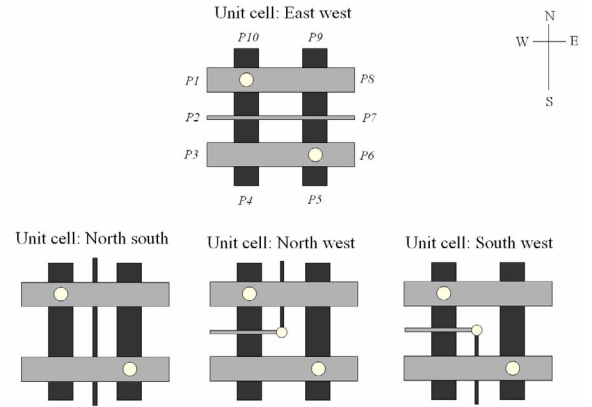 Unit cell: East west
N
P10 P9
W E
P1 P8
S
P2 P7
P3 P6
P4 P5
Unit cell: North south
Unit cell: North west
Unit cell: South west